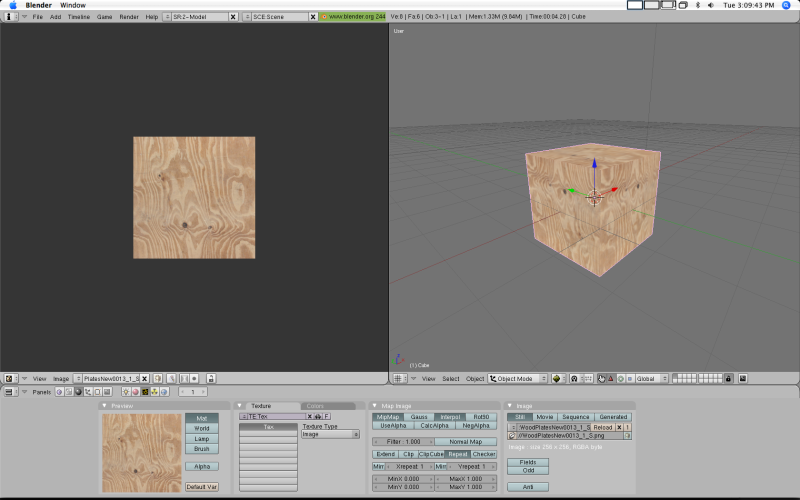 Blender Window Tue 3:09:43 PM
File Add Timeline Game Render Help SR:2-Model SCE:Scene www.blender.org 244 Ve:8 | Fa:6 | Ob:3-1 | La:1 | Mem:1.33M (9.84M) | Time:00:04.28 | Cube
User
(1) Cube
View Image PlatesNew0013_1_S View Select Object Object Mode Global
Panels 1
Preview Texture Colors Map Image Image
Mat
World
Lamp
Brush
Alpha
Default Var
TE:Tex F
Tex
Texture Type
Image
MipMap Gauss Interpol Rot90
UseAlpha CalcAlpha NegAlpha
Filter : 1.000 Normal Map
Extend Clip ClipCube Repeat Checker
Mirr Xrepeat: 1 Mirr Yrepeat: 1
MinX 0.000 MaxX 1.000
MinY 0.000 MaxY 1.000
Still Movie Sequence Generated
WoodPlatesNew0013_1_S Reload X 1
//WoodPlatesNew0013_1_S.png
Image : size 256 × 256, RGBA byte
Fields
Odd
Anti